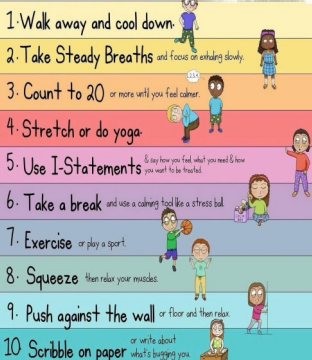 1. Walk away and cool down.
2. Take Steady Breaths and focus on exhaling slowly.
3. Count to 20 or more until you feel calmer.
4. Stretch or do yoga.
5. Use I-Statements & say how you feel, what you need & how
you want to be treated.
6. Take a break and use a calming tool like a stress ball.
7. Exercise or play a sport.
8. Squeeze then relax your muscles.
9. Push against the wall or floor and then relax.
10. Scribble on paper or write about
what's bugging you.